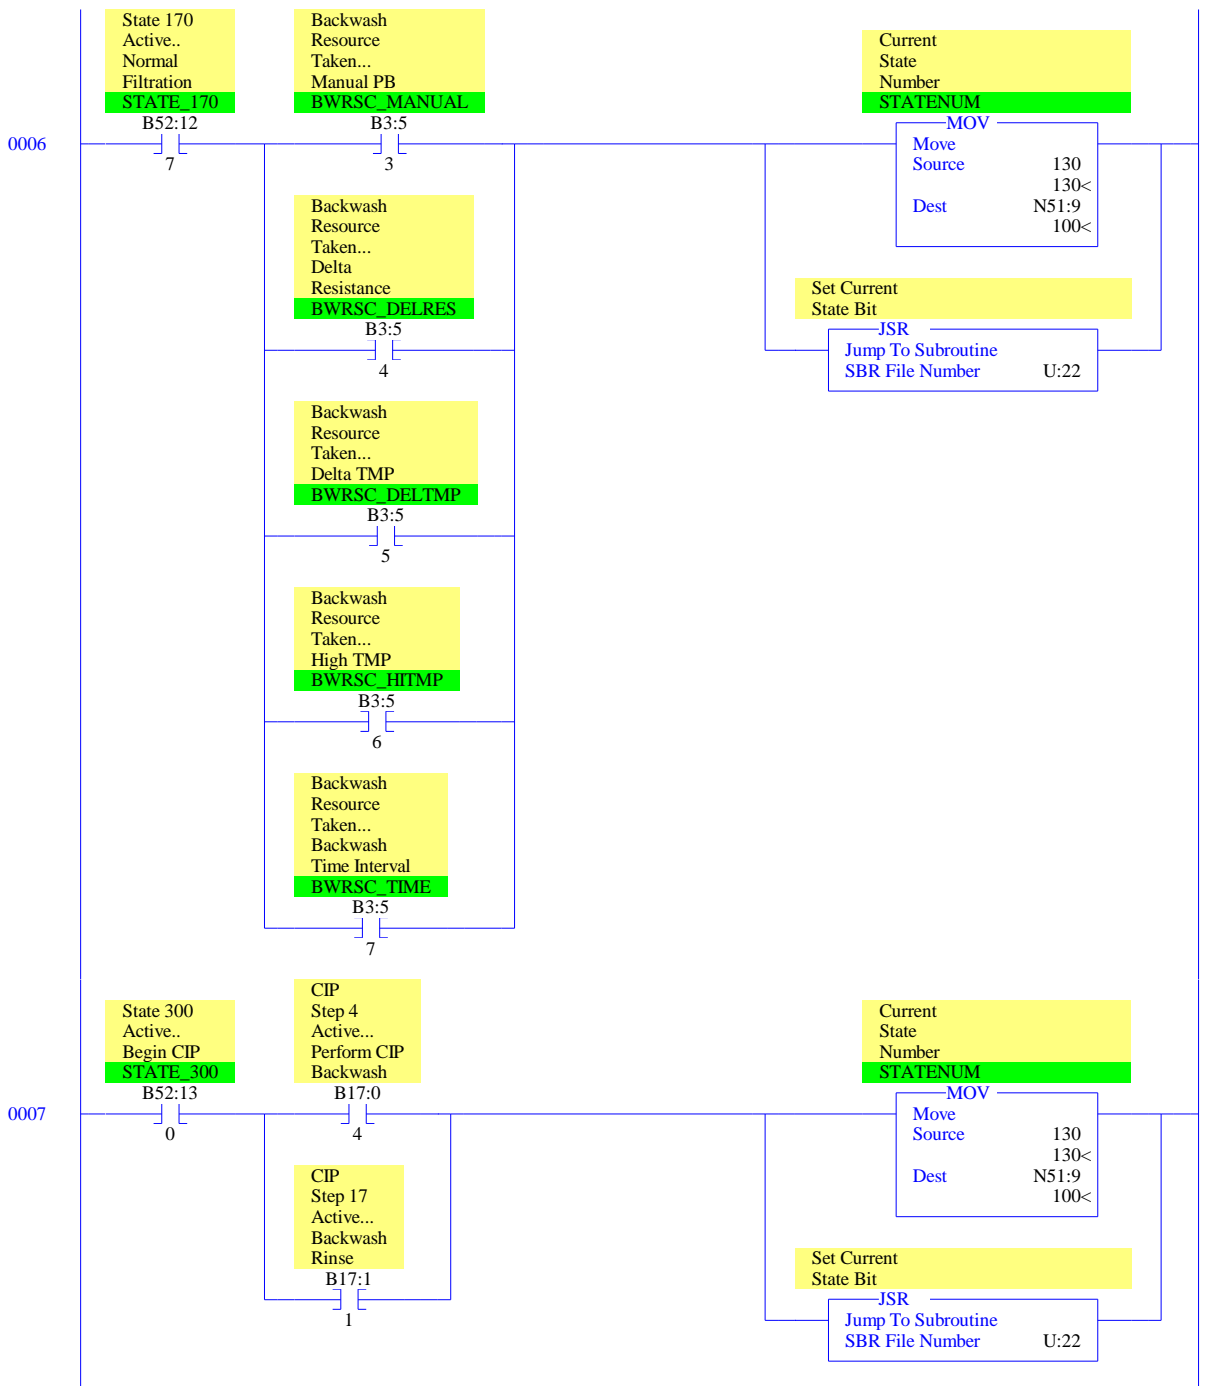 State 170
Active..
Normal
Filtration
STATE_170
B52:12
7
Backwash
Resource
Taken...
Manual PB
BWRSC_MANUAL
B3:5
3
Current
State
Number
STATENUM
0006
MOV
Move
Source 130
130<
Dest N51:9
100<
Backwash
Resource
Taken...
Delta
Resistance
BWRSC_DELRES
B3:5
4
Set Current
State Bit
JSR
Jump To Subroutine
SBR File Number U:22
Backwash
Resource
Taken...
Delta TMP
BWRSC_DELTMP
B3:5
5
Backwash
Resource
Taken...
High TMP
BWRSC_HITMP
B3:5
6
Backwash
Resource
Taken...
Backwash
Time Interval
BWRSC_TIME
B3:5
7
State 300
Active..
Begin CIP
STATE_300
B52:13
0
CIP
Step 4
Active...
Perform CIP
Backwash
B17:0
4
Current
State
Number
STATENUM
0007
MOV
Move
Source 130
130<
Dest N51:9
100<
CIP
Step 17
Active...
Backwash
Rinse
B17:1
1
Set Current
State Bit
JSR
Jump To Subroutine
SBR File Number U:22